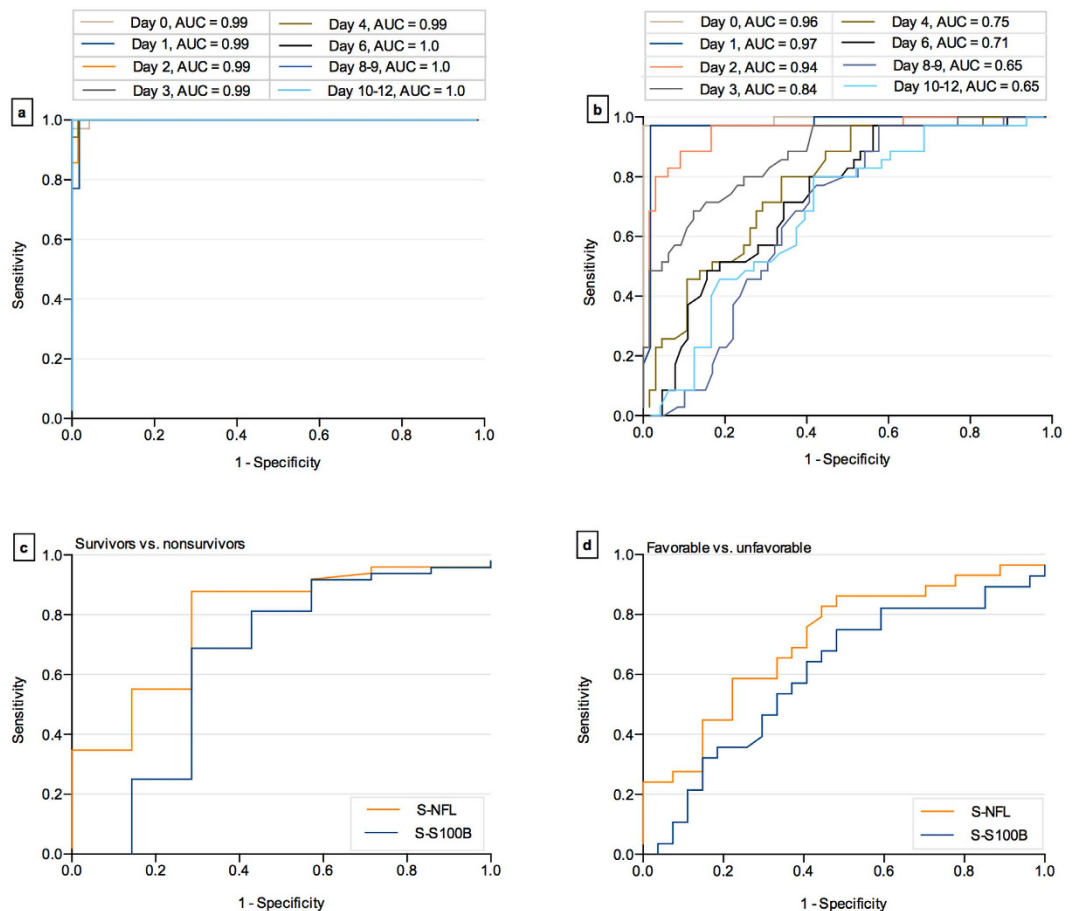 Day 0, AUC = 0.99 Day 4, AUC = 0.99
Day 1, AUC = 0.99 Day 6, AUC = 1.0
Day 2, AUC = 0.99 Day 8-9, AUC = 1.0
Day 3, AUC = 0.99 Day 10-12, AUC = 1.0
a
1.0
0.8
0.6
0.4
0.2
0.0
Sensitivity
0.0 0.2 0.4 0.6 0.8 1.0
1 - Specificity
Day 0, AUC = 0.96 Day 4, AUC = 0.75
Day 1, AUC = 0.97 Day 6, AUC = 0.71
Day 2, AUC = 0.94 Day 8-9, AUC = 0.65
Day 3, AUC = 0.84 Day 10-12, AUC = 0.65
b
1.0
0.8
0.6
0.4
0.2
0.0
Sensitivity
0.0 0.2 0.4 0.6 0.8 1.0
1 - Specificity
c Survivors vs. nonsurvivors
1.0
0.8
0.6
0.4
0.2
0.0
Sensitivity
S-NFL
S-S100B
0.0 0.2 0.4 0.6 0.8 1.0
1 - Specificity
d Favorable vs. unfavorable
1.0
0.8
0.6
0.4
0.2
0.0
Sensitivity
S-NFL
S-S100B
0.0 0.2 0.4 0.6 0.8 1.0
1 - Specificity